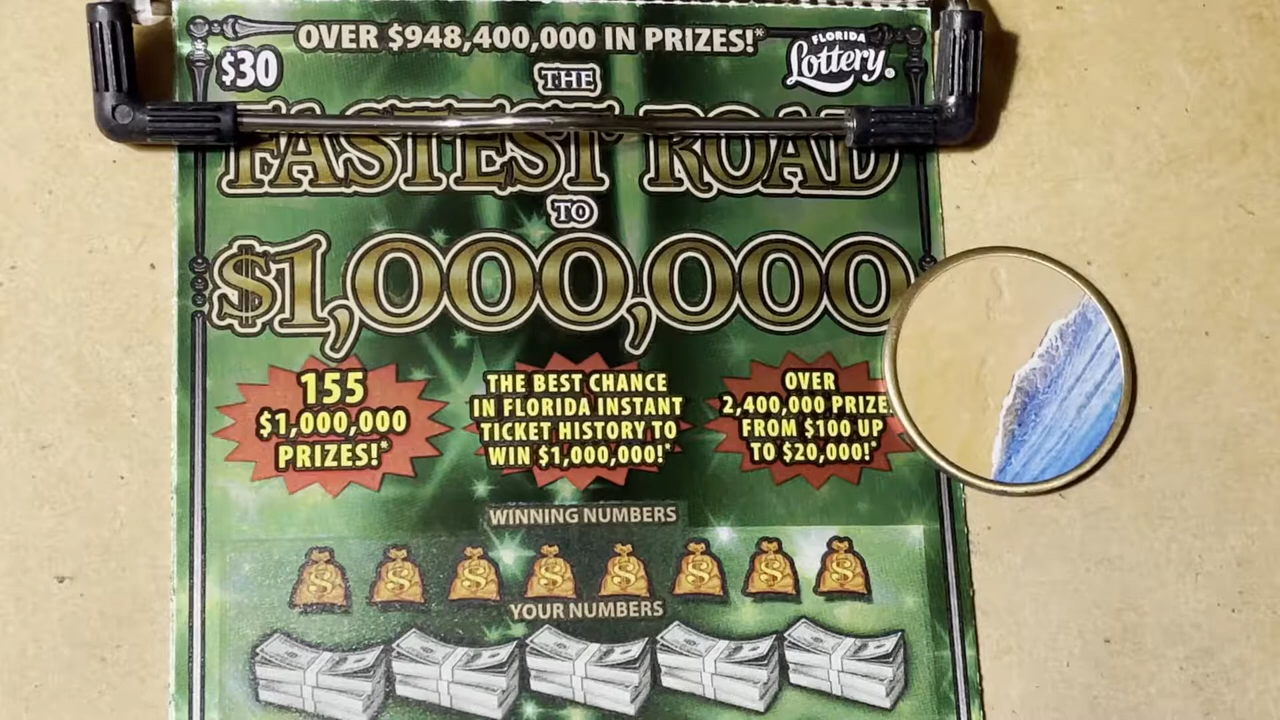 OVER $948,400,000 IN PRIZES!*
$30
FLORIDA
Lottery®
THE
FASTEST ROAD
TO
$1,000,000
155
$1,000,000
PRIZES!*
THE BEST CHANCE
IN FLORIDA INSTANT
TICKET HISTORY TO
WIN $1,000,000!*
OVER
2,400,000 PRIZE
FROM $100 UP
TO $20,000!*
WINNING NUMBERS
$ $ $ $ $ $ $ $
YOUR NUMBERS